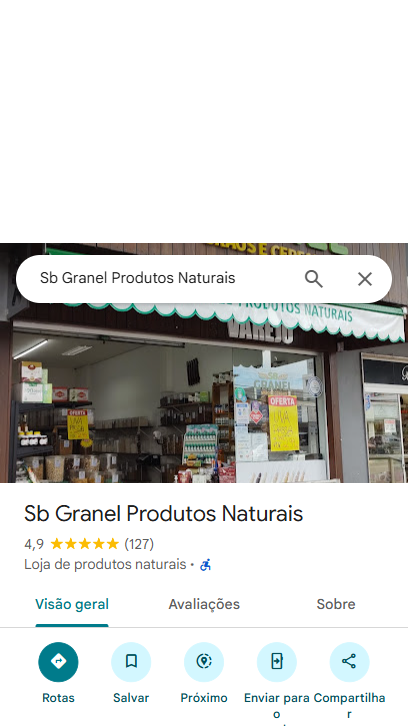 GRÃOS E CEREAIS
Sb Granel Produtos Naturais
PRODUTOS NATURAIS
VAREJO
GRANEL
OFERTA
OFERTA
Sb Granel Produtos Naturais
4,9 (127)
Loja de produtos naturais ·
Visão geral
Avaliações
Sobre
Rotas
Salvar
Próximo
Enviar para o
Compartilhar